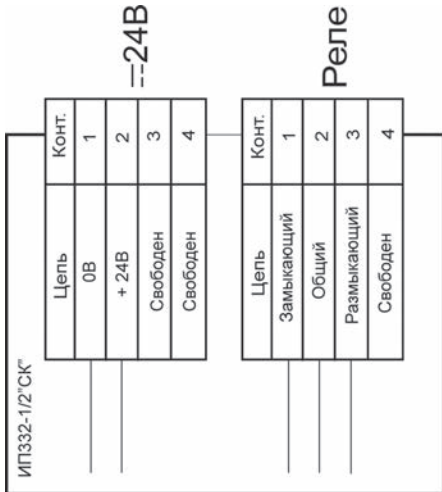 ИП332-1/2"СК"
Цепь Конт.
0В 1
+ 24В 2
Свободен 3
Свободен 4
==24В
Цепь Конт.
Замыкающий 1
Общий 2
Размыкающий 3
Свободен 4
Реле